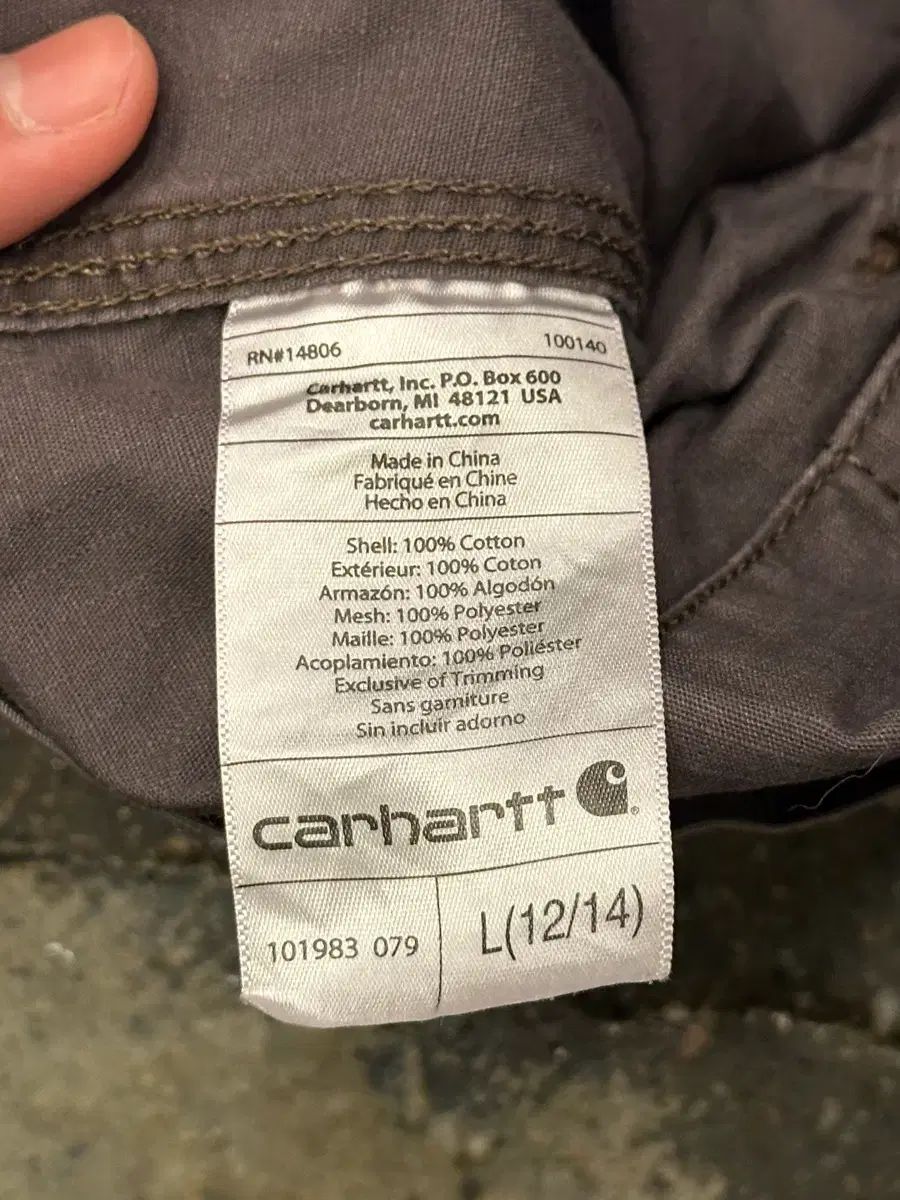 RN#14806 100140
Carhartt, Inc. P.O. Box 600
Dearborn, MI 48121 USA
carhartt.com
Made in China
Fabriqué en Chine
Hecho en China
Shell: 100% Cotton
Extérieur: 100% Coton
Armazón: 100% Algodón
Mesh: 100% Polyester
Maille: 100% Polyester
Acoplamiento: 100% Poliéster
Exclusive of Trimming
Sans garniture
Sin incluir adorno
carhartt
101983 079 L(12/14)